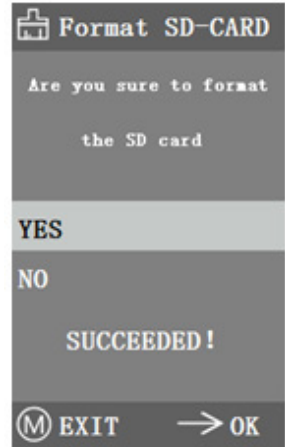 Format SD-CARD
Are you sure to format
the SD card
YES
NO
SUCCEEDED!
M EXIT → OK